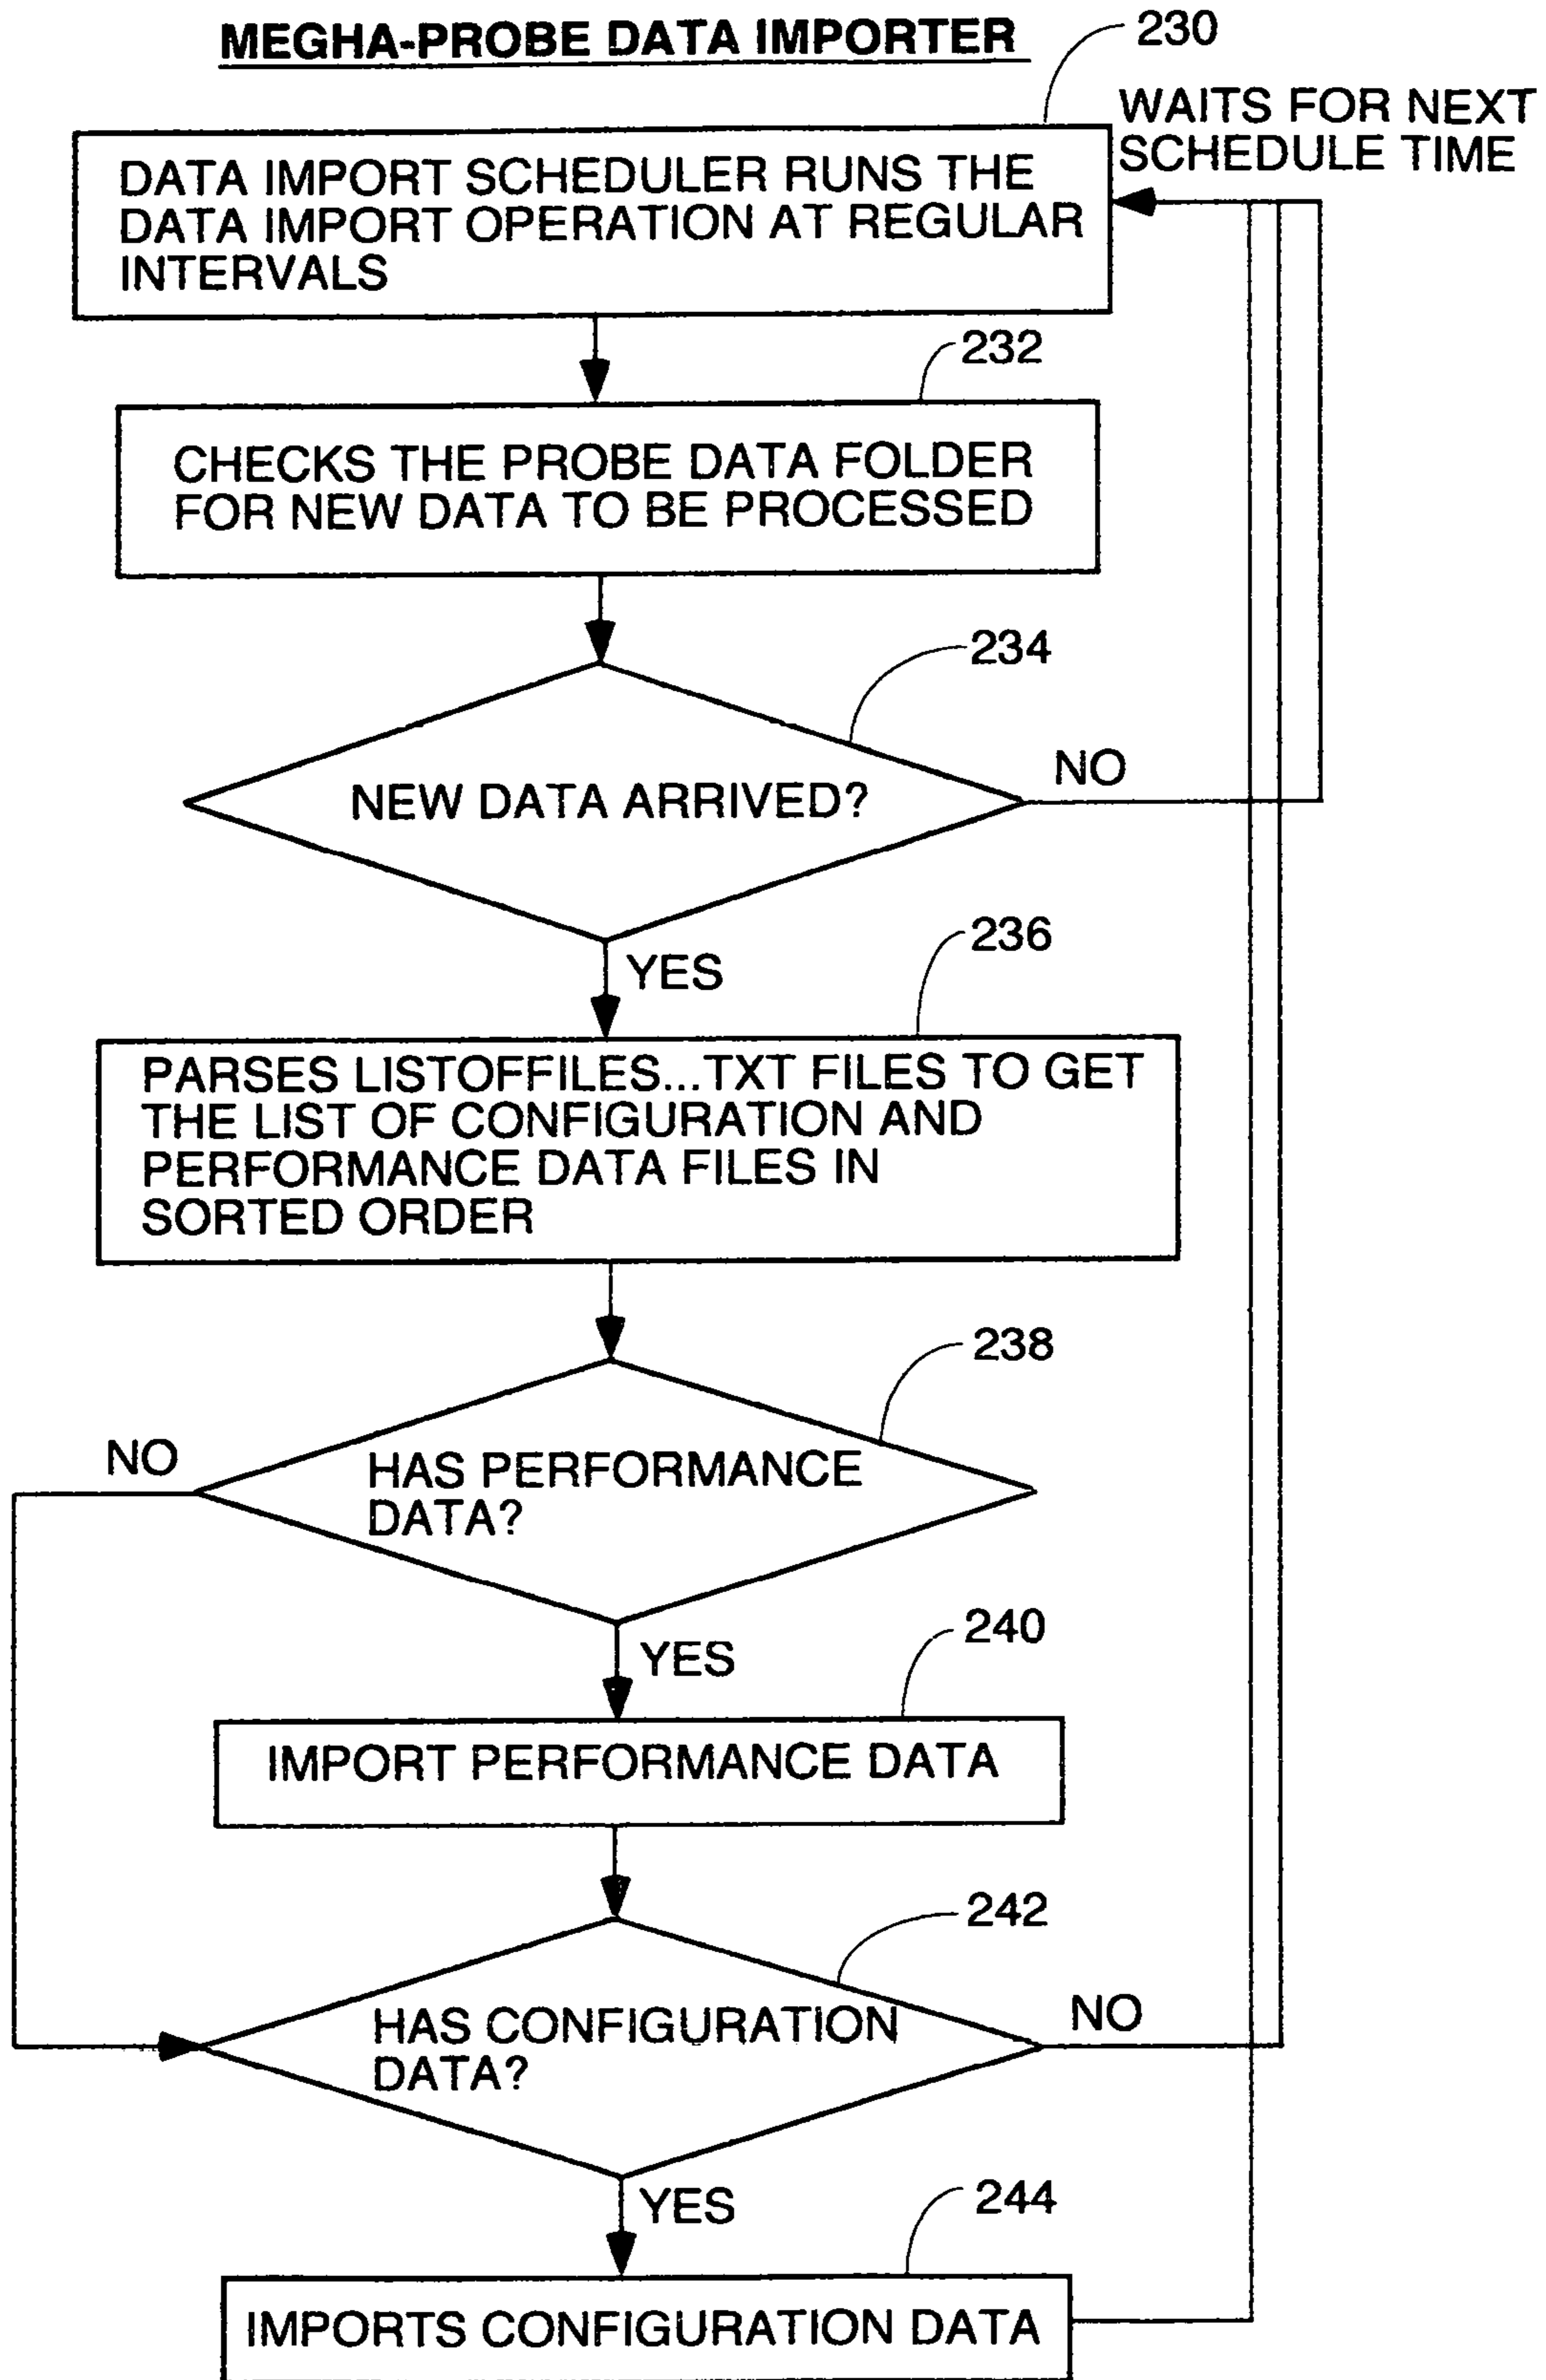 MEGHA-PROBE DATA IMPORTER
230
WAITS FOR NEXT
SCHEDULE TIME
DATA IMPORT SCHEDULER RUNS THE
DATA IMPORT OPERATION AT REGULAR
INTERVALS
232
CHECKS THE PROBE DATA FOLDER
FOR NEW DATA TO BE PROCESSED
234
NEW DATA ARRIVED?
NO
YES
236
PARSES LISTOFFILES...TXT FILES TO GET
THE LIST OF CONFIGURATION AND
PERFORMANCE DATA FILES IN
SORTED ORDER
238
NO
HAS PERFORMANCE
DATA?
YES
240
IMPORT PERFORMANCE DATA
242
HAS CONFIGURATION
DATA?
NO
YES
244
IMPORTS CONFIGURATION DATA